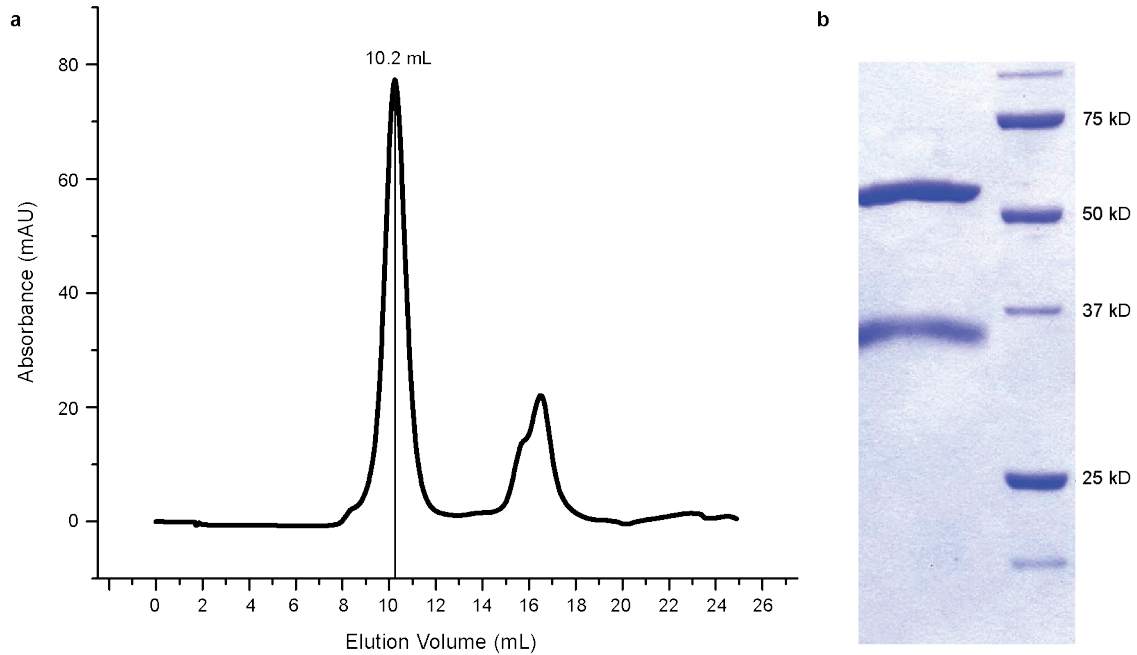 a
b
10.2 mL
80
60
40
20
0
Absorbance (mAU)
0 2 4 6 8 10 12 14 16 18 20 22 24 26
Elution Volume (mL)
75 kD
50 kD
37 kD
25 kD